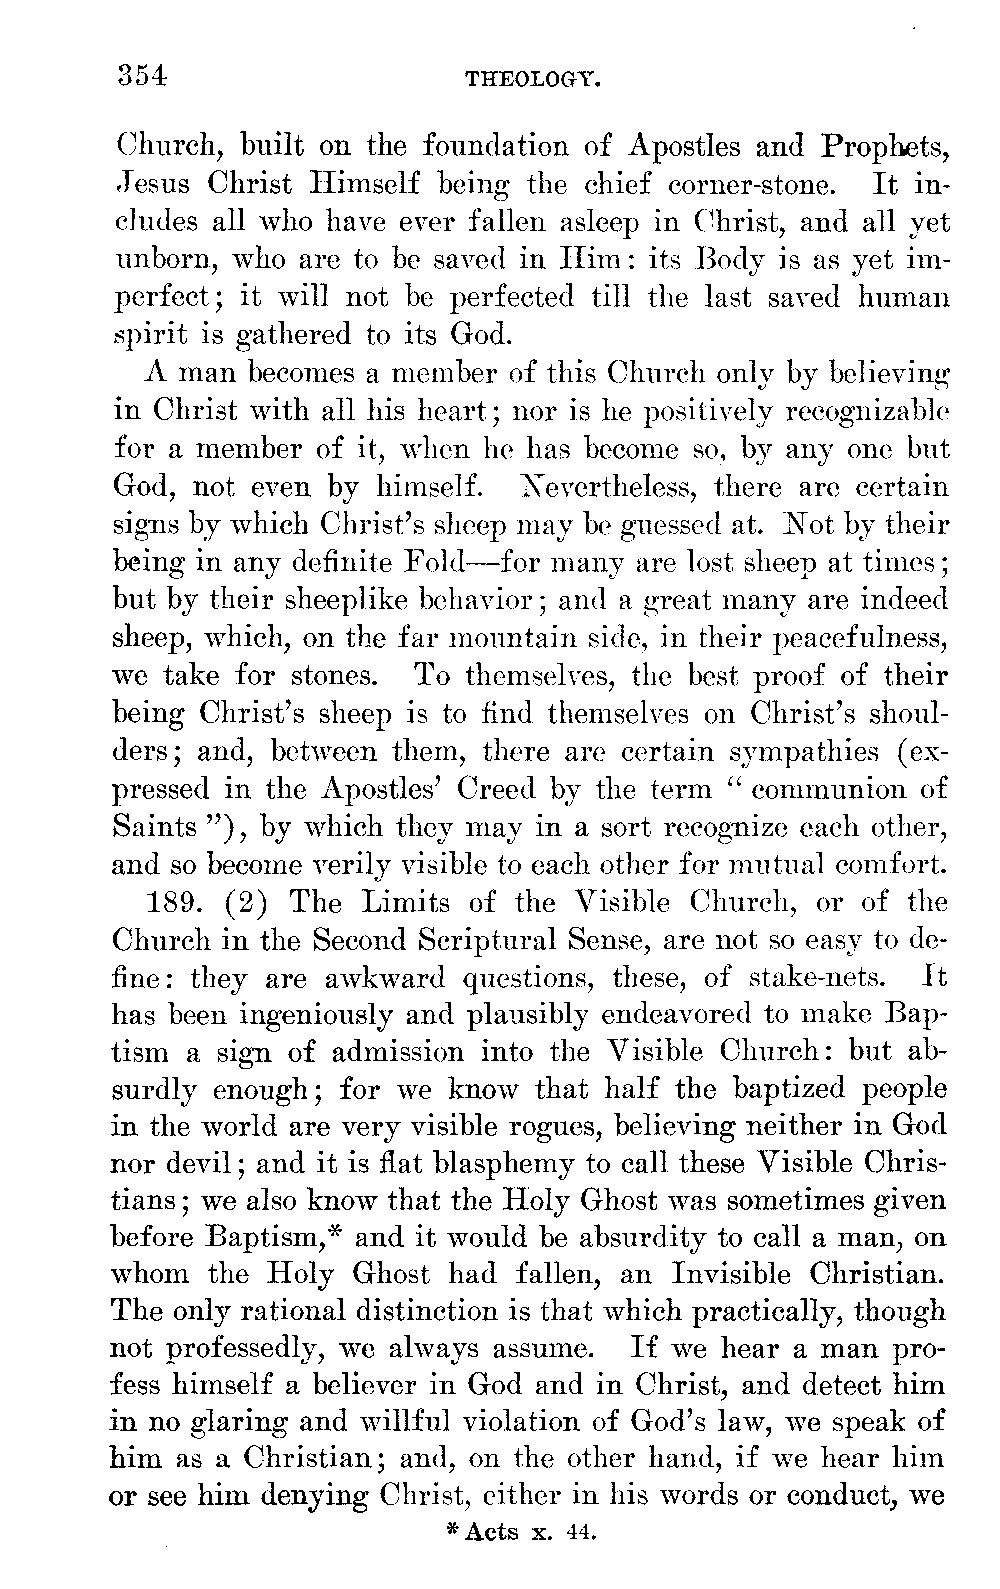 354 THEOLOGY.
Church, built on the foundation of Apostles and Prophets,
Jesus Christ Himself being the chief corner-stone. It in-
cludes all who have ever fallen asleep in Christ, and all yet
unborn, who are to be saved in Him: its Body is as yet im-
perfect; it will not be perfected till the last saved human
spirit is gathered to its God.
A man becomes a member of this Church only by believing
in Christ with all his heart; nor is he positively recognizable
for a member of it, when he has become so, by any one but
God, not even by himself. Nevertheless, there are certain
signs by which Christ's sheep may be guessed at. Not by their
being in any definite Fold—for many are lost sheep at times;
but by their sheeplike behavior; and a great many are indeed
sheep, which, on the far mountain side, in their peacefulness,
we take for stones. To themselves, the best proof of their
being Christ's sheep is to find themselves on Christ's shoul-
ders; and, between them, there are certain sympathies (ex-
pressed in the Apostles' Creed by the term " communion of
Saints "), by which they may in a sort recognize each other,
and so become verily visible to each other for mutual comfort.
189. (2) The Limits of the Visible Church, or of the
Church in the Second Scriptural Sense, are not so easy to de-
fine: they are awkward questions, these, of stake-nets. It
has been ingeniously and plausibly endeavored to make Bap-
tism a sign of admission into the Visible Church: but ab-
surdly enough; for we know that half the baptized people
in the world are very visible rogues, believing neither in God
nor devil; and it is flat blasphemy to call these Visible Chris-
tians; we also know that the Holy Ghost was sometimes given
before Baptism,* and it would be absurdity to call a man, on
whom the Holy Ghost had fallen, an Invisible Christian.
The only rational distinction is that which practically, though
not professedly, we always assume. If we hear a man pro-
fess himself a believer in God and in Christ, and detect him
in no glaring and willful violation of God's law, we speak of
him as a Christian; and, on the other hand, if we hear him
or see him denying Christ, either in his words or conduct, we
* Acts x. 44.